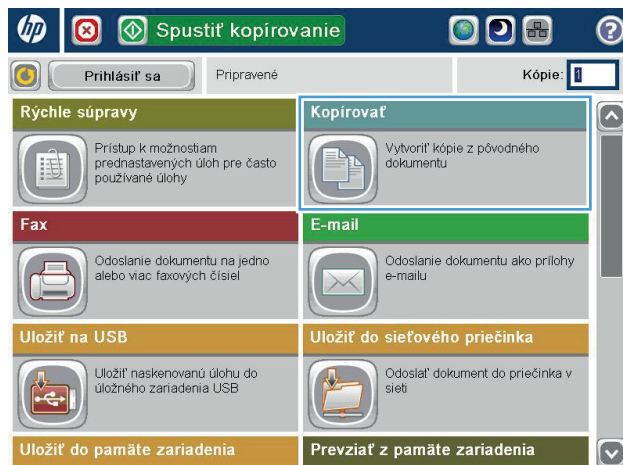 hp
Spustiť kopírovanie
?
Prihlásiť sa
Pripravené
Kópie: 1
Rýchle súpravy
Prístup k možnostiam
prednastavených úloh pre často
používané úlohy
Kopírovať
Vytvoriť kópie z pôvodného
dokumentu
Fax
Odoslanie dokumentu na jedno
alebo viac faxových čísiel
E-mail
Odoslanie dokumentu ako prílohy
e-mailu
Uložiť na USB
Uložiť naskenovanú úlohu do
úložného zariadenia USB
Uložiť do sieťového priečinka
Odoslať dokument do priečinka v
sieti
Uložiť do pamäte zariadenia
Prevziať z pamäte zariadenia